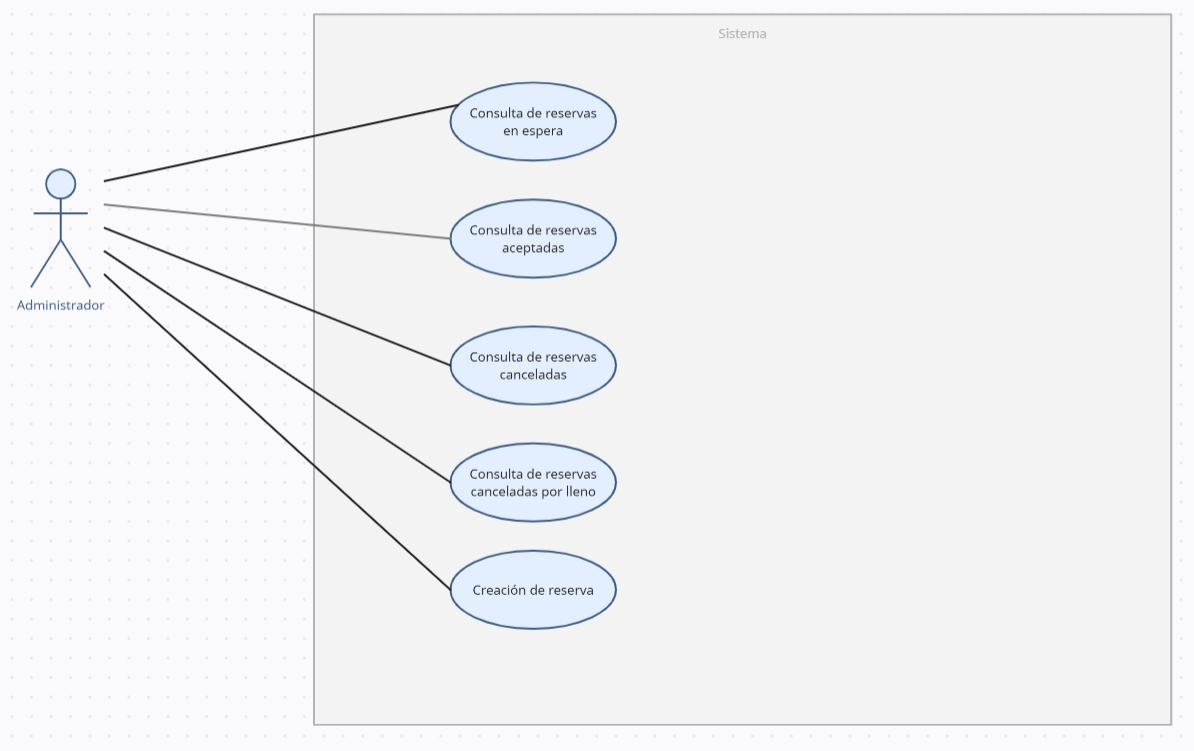 Sistema
Consulta de reservas
en espera
Consulta de reservas
aceptadas
Administrador
Consulta de reservas
canceladas
Consulta de reservas
canceladas por lleno
Creación de reserva